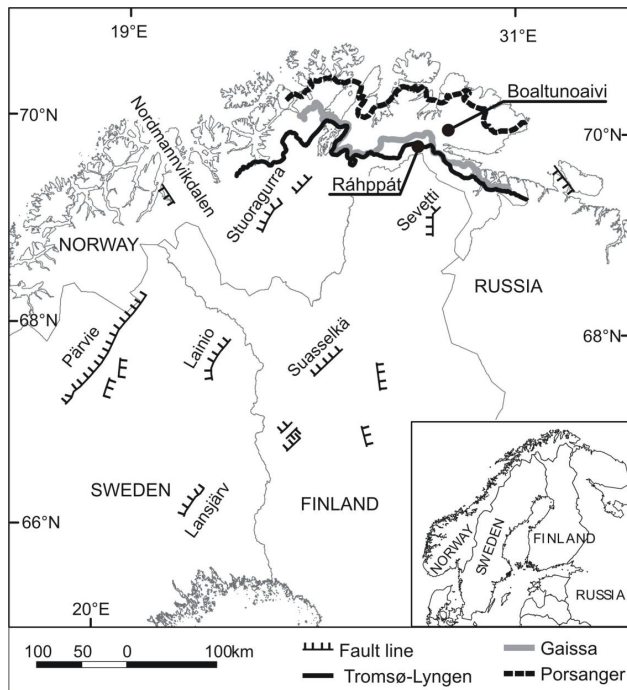 19°E
31°E
70°N
70°N
Boaltunoaivi
Nordmannvikdalen
Ráhppát
Stuoragurra
Sevetti
NORWAY
RUSSIA
68°N
68°N
Pärvie
Lainio
Suasselkä
SWEDEN
FINLAND
Lansjärv
66°N
20°E
NORWAY
SWEDEN
FINLAND
RUSSIA
100 50 0 100km
Fault line
Gaissa
Tromsø-Lyngen
Porsanger